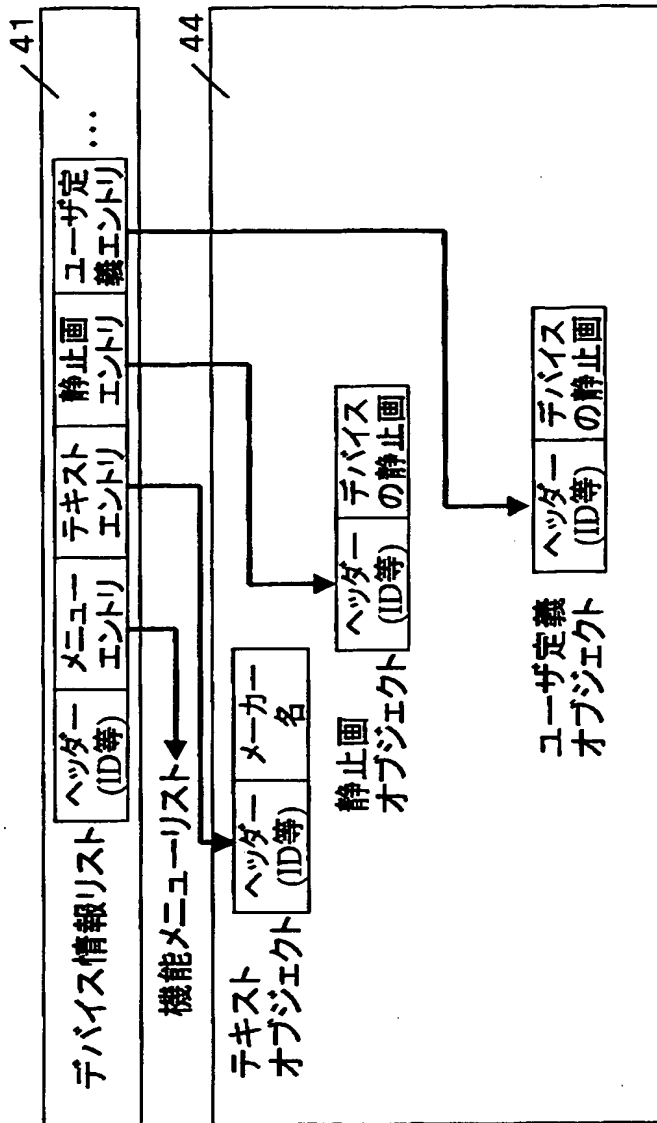 41
デバイス情報リスト
ヘッダー
(ID等)
メニュー
エントリ
テキスト
エントリ
静止画
エントリ
ユーザ定
義エントリ
...
機能メニューリスト
44
テキスト
オブジェクト
ヘッダー
(ID等)
メーカー
名
静止画
オブジェクト
ヘッダー
(ID等)
デバイス
の静止画
ユーザ定義
オブジェクト
ヘッダー
(ID等)
デバイス
の静止画